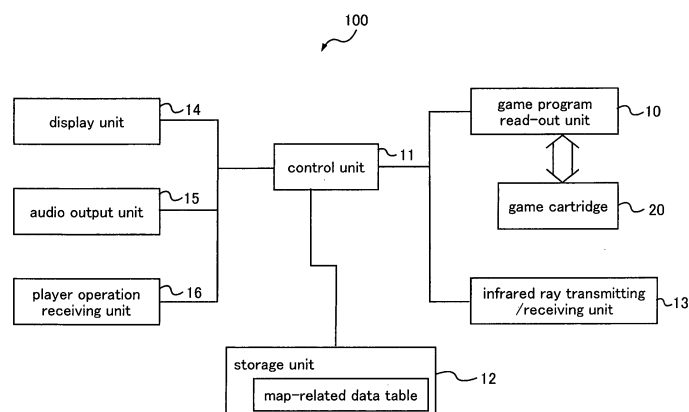 100
display unit
14
audio output unit
15
player operation
receiving unit
16
control unit
11
game program
read-out unit
10
game cartridge
20
infrared ray transmitting
/receiving unit
13
storage unit
map-related data table
12